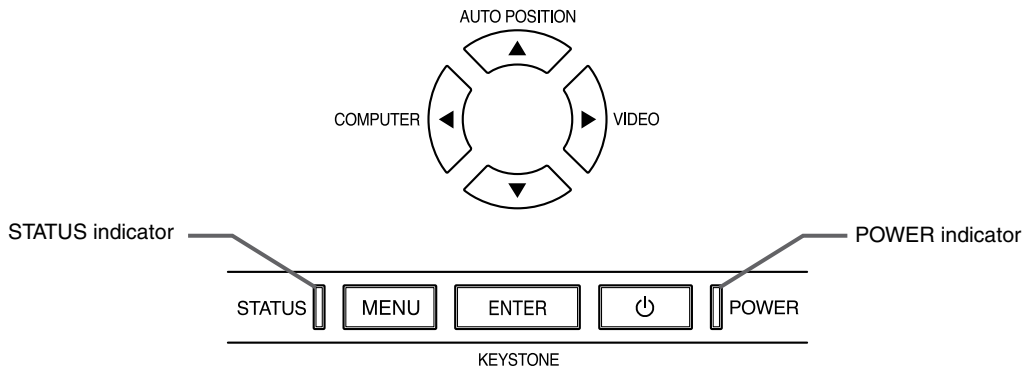 AUTO POSITION
COMPUTER
VIDEO
STATUS indicator
POWER indicator
STATUS MENU ENTER POWER
KEYSTONE